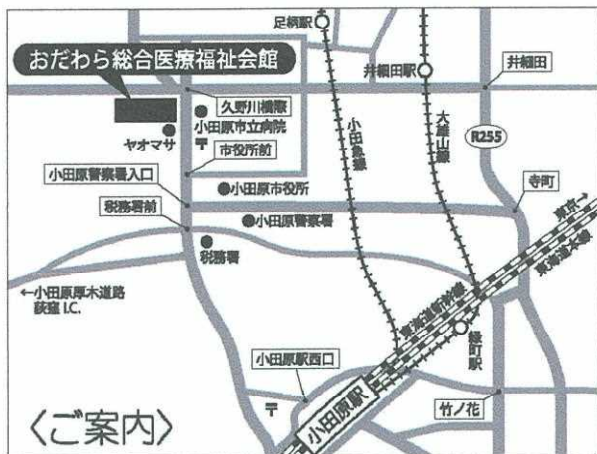 足柄駅
おだわら総合医療福祉会館
井細田駅
井細田
久野川橋際
小田原市立病院
〒
ヤオマサ
小田急線
大雄山線
R255
市役所前
小田原警察署入口
小田原市役所
寺町
税務署前
小田原警察署
東京→
税務署
東海道本線
←小田原厚木道路
荻窪 I.C.
東海道新幹線
緑町駅
小田原駅西口
〒
小田原駅
竹ノ花
〈ご案内〉